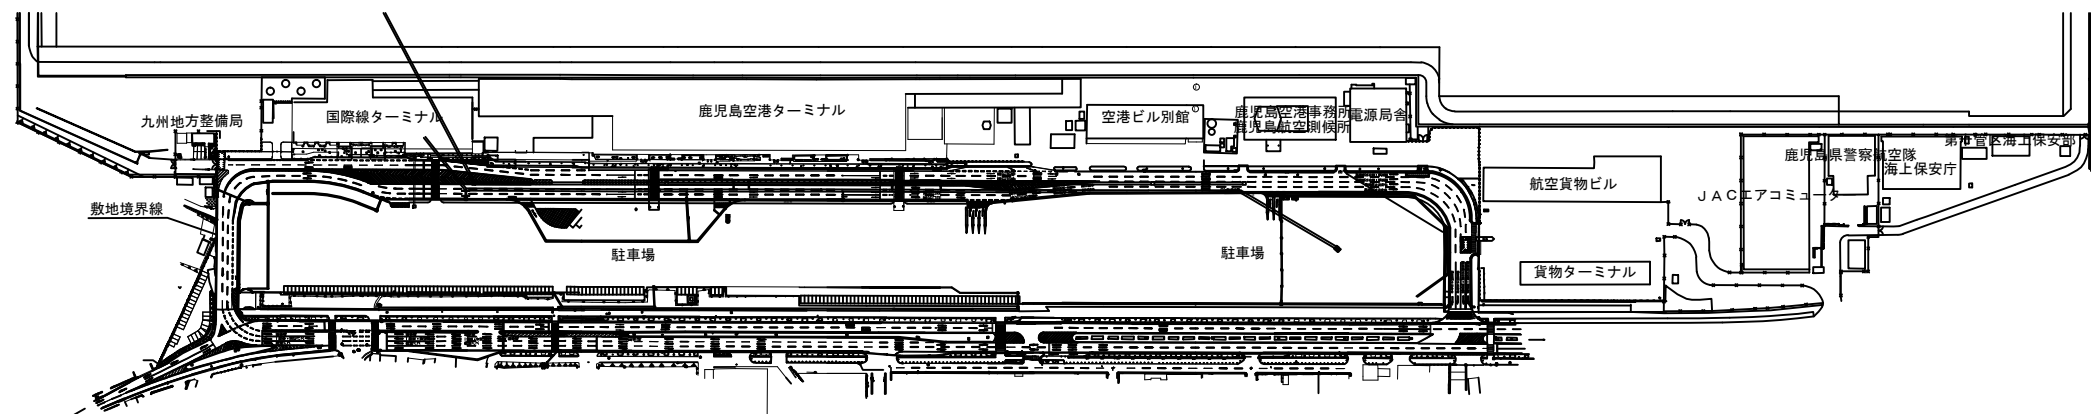 九州地方整備局
国際線ターミナル
鹿児島空港ターミナル
空港ビル別館
鹿児島空港事務所
鹿児島航空測候所
電源局舎
航空貨物ビル
ＪＡＣエアコミュータ
鹿児島県警察航空隊
第十管区海上保安部
海上保安庁
敷地境界線
駐車場
駐車場
貨物ターミナル